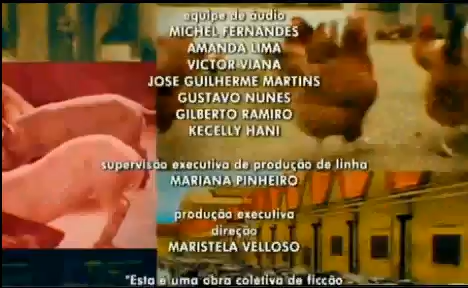 equipe de áudio
MICHEL FERNANDES
AMANDA LIMA
VICTOR VIANA
JOSE GUILHERME MARTINS
GUSTAVO NUNES
GILBERTO RAMIRO
KECELLY HANI
supervisão executiva de produção de linha
MARIANA PINHEIRO
produção executiva
direção
MARISTELA VELLOSO
"Esta e uma obra coletiva de ficcão